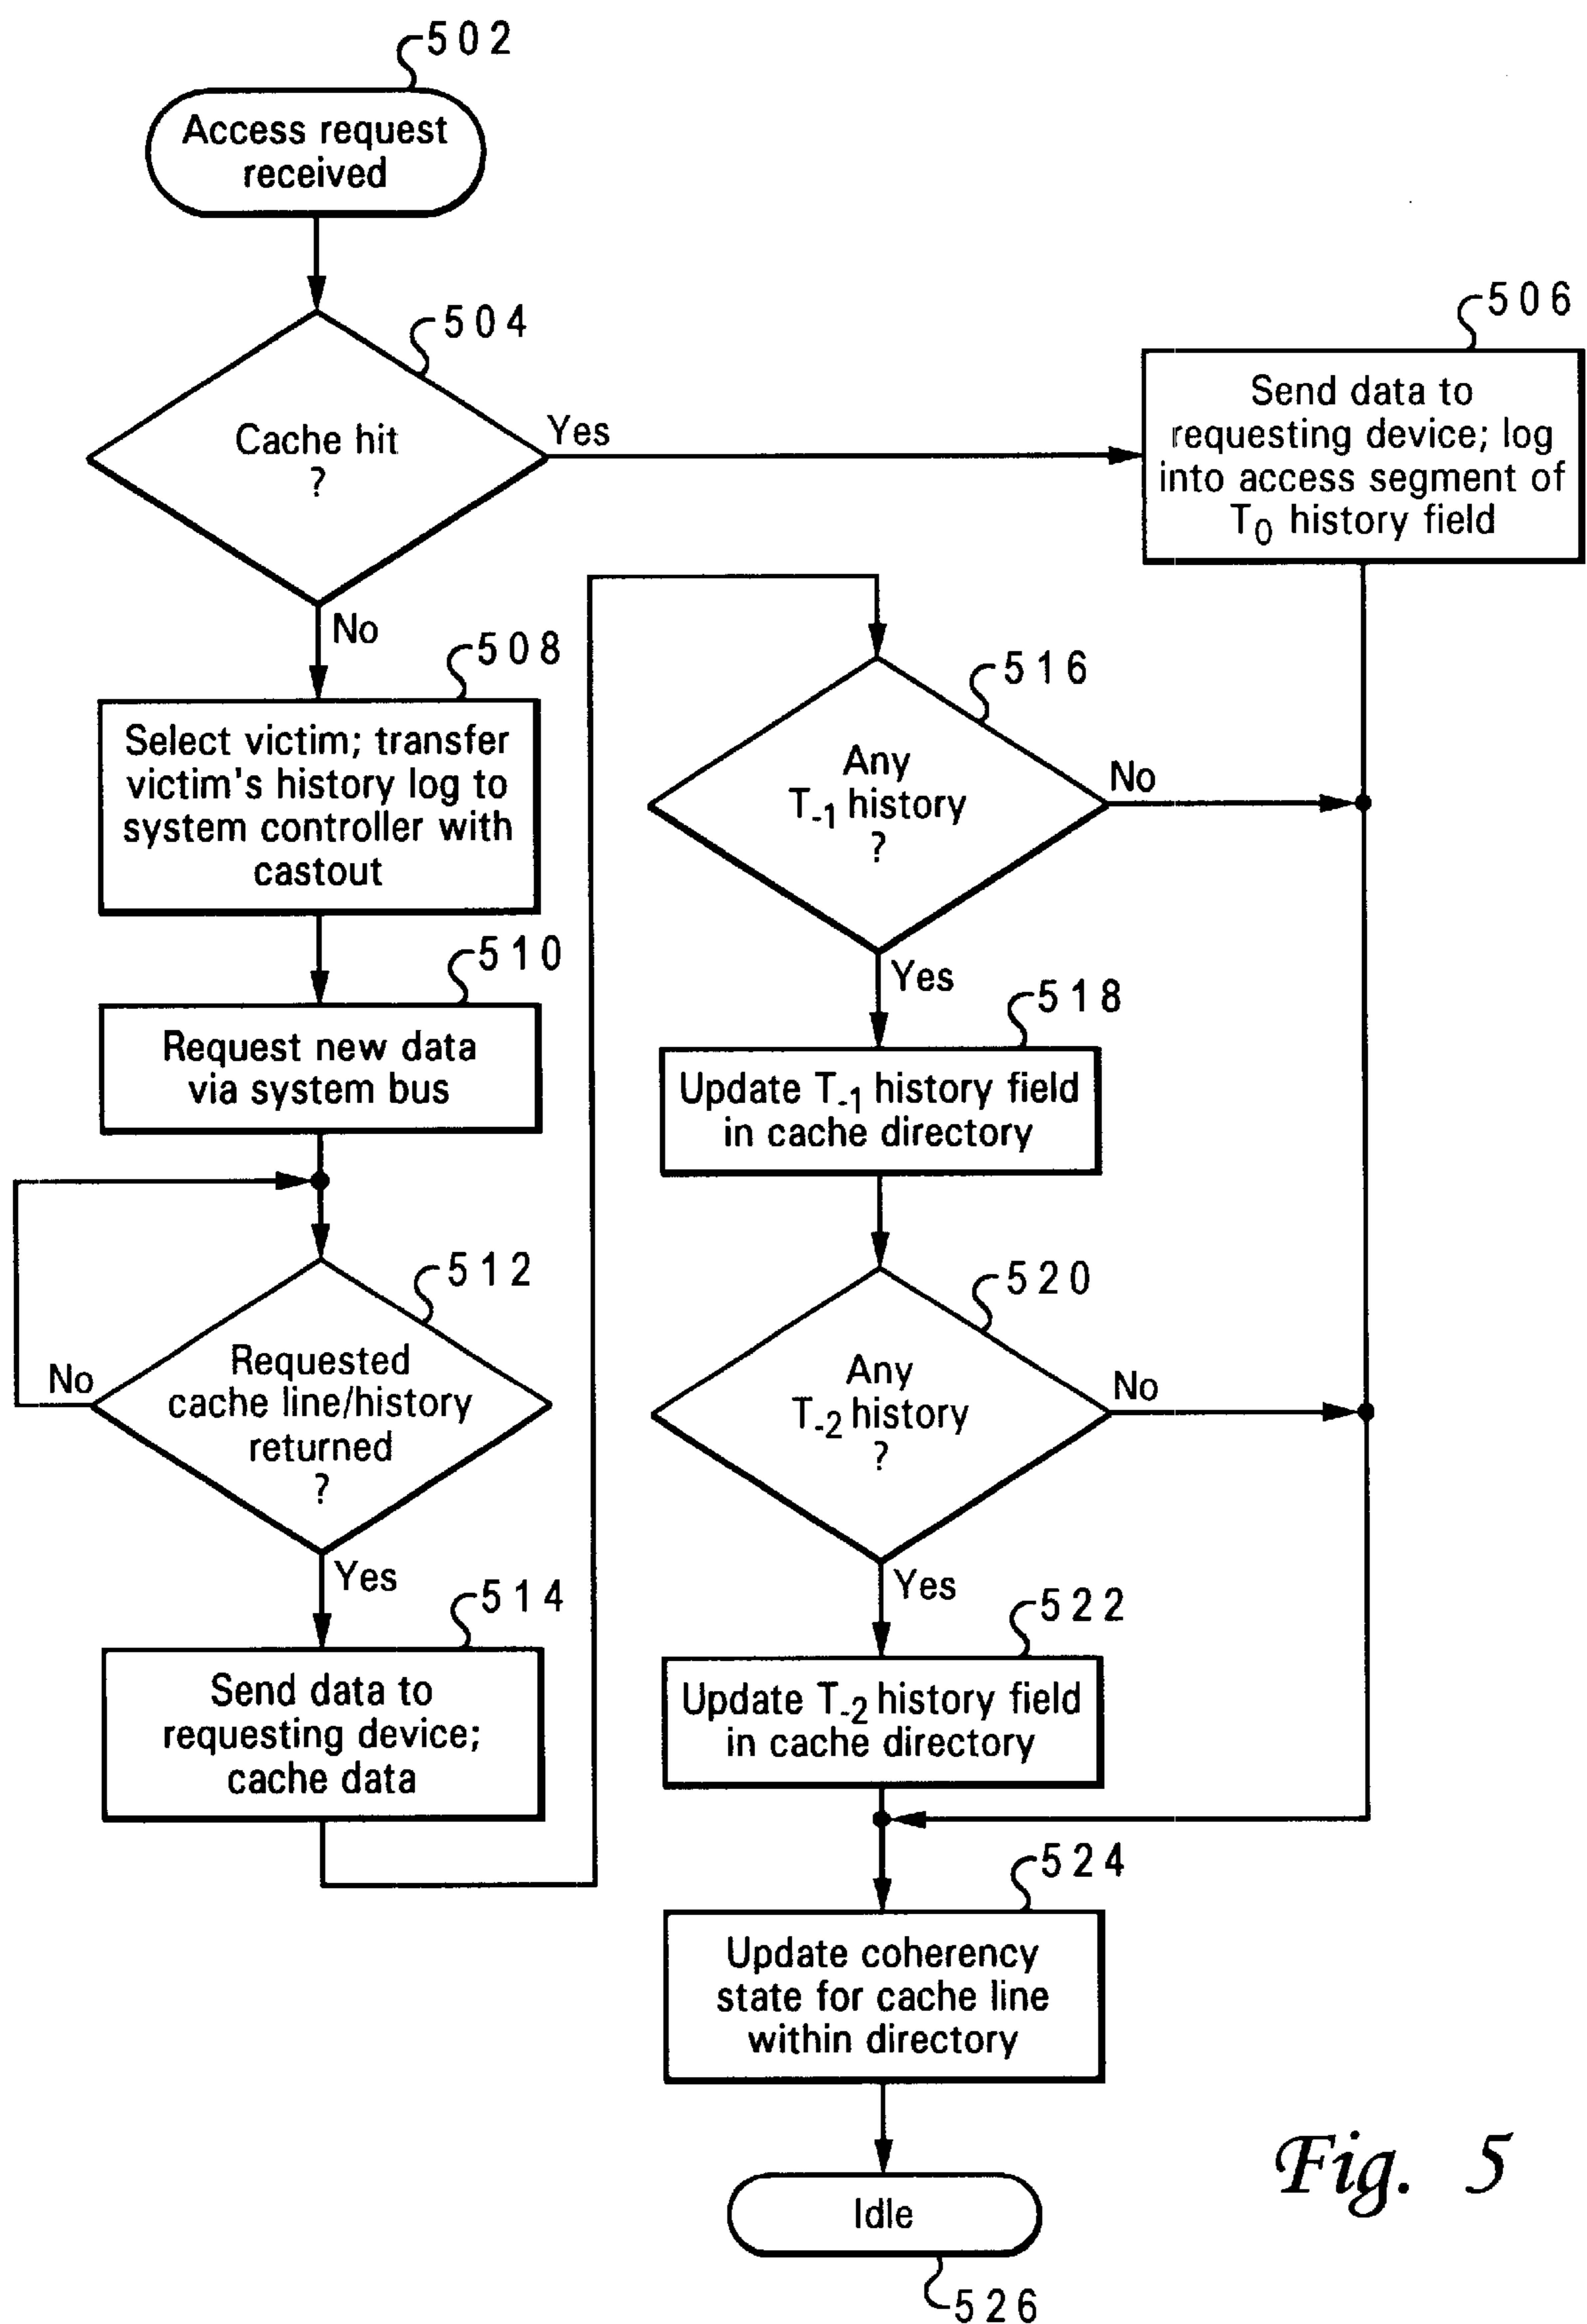 502
Access request
received
504
Cache hit
?
Yes
No
506
Send data to
requesting device; log
into access segment of
T0 history field
508
Select victim; transfer
victim's history log to
system controller with
castout
510
Request new data
via system bus
512
Requested
cache line/history
returned
?
No
Yes
514
Send data to
requesting device;
cache data
516
Any
T-1 history
?
No
Yes
518
Update T-1 history field
in cache directory
520
Any
T-2 history
?
No
Yes
522
Update T-2 history field
in cache directory
524
Update coherency
state for cache line
within directory
Idle
526
Fig. 5